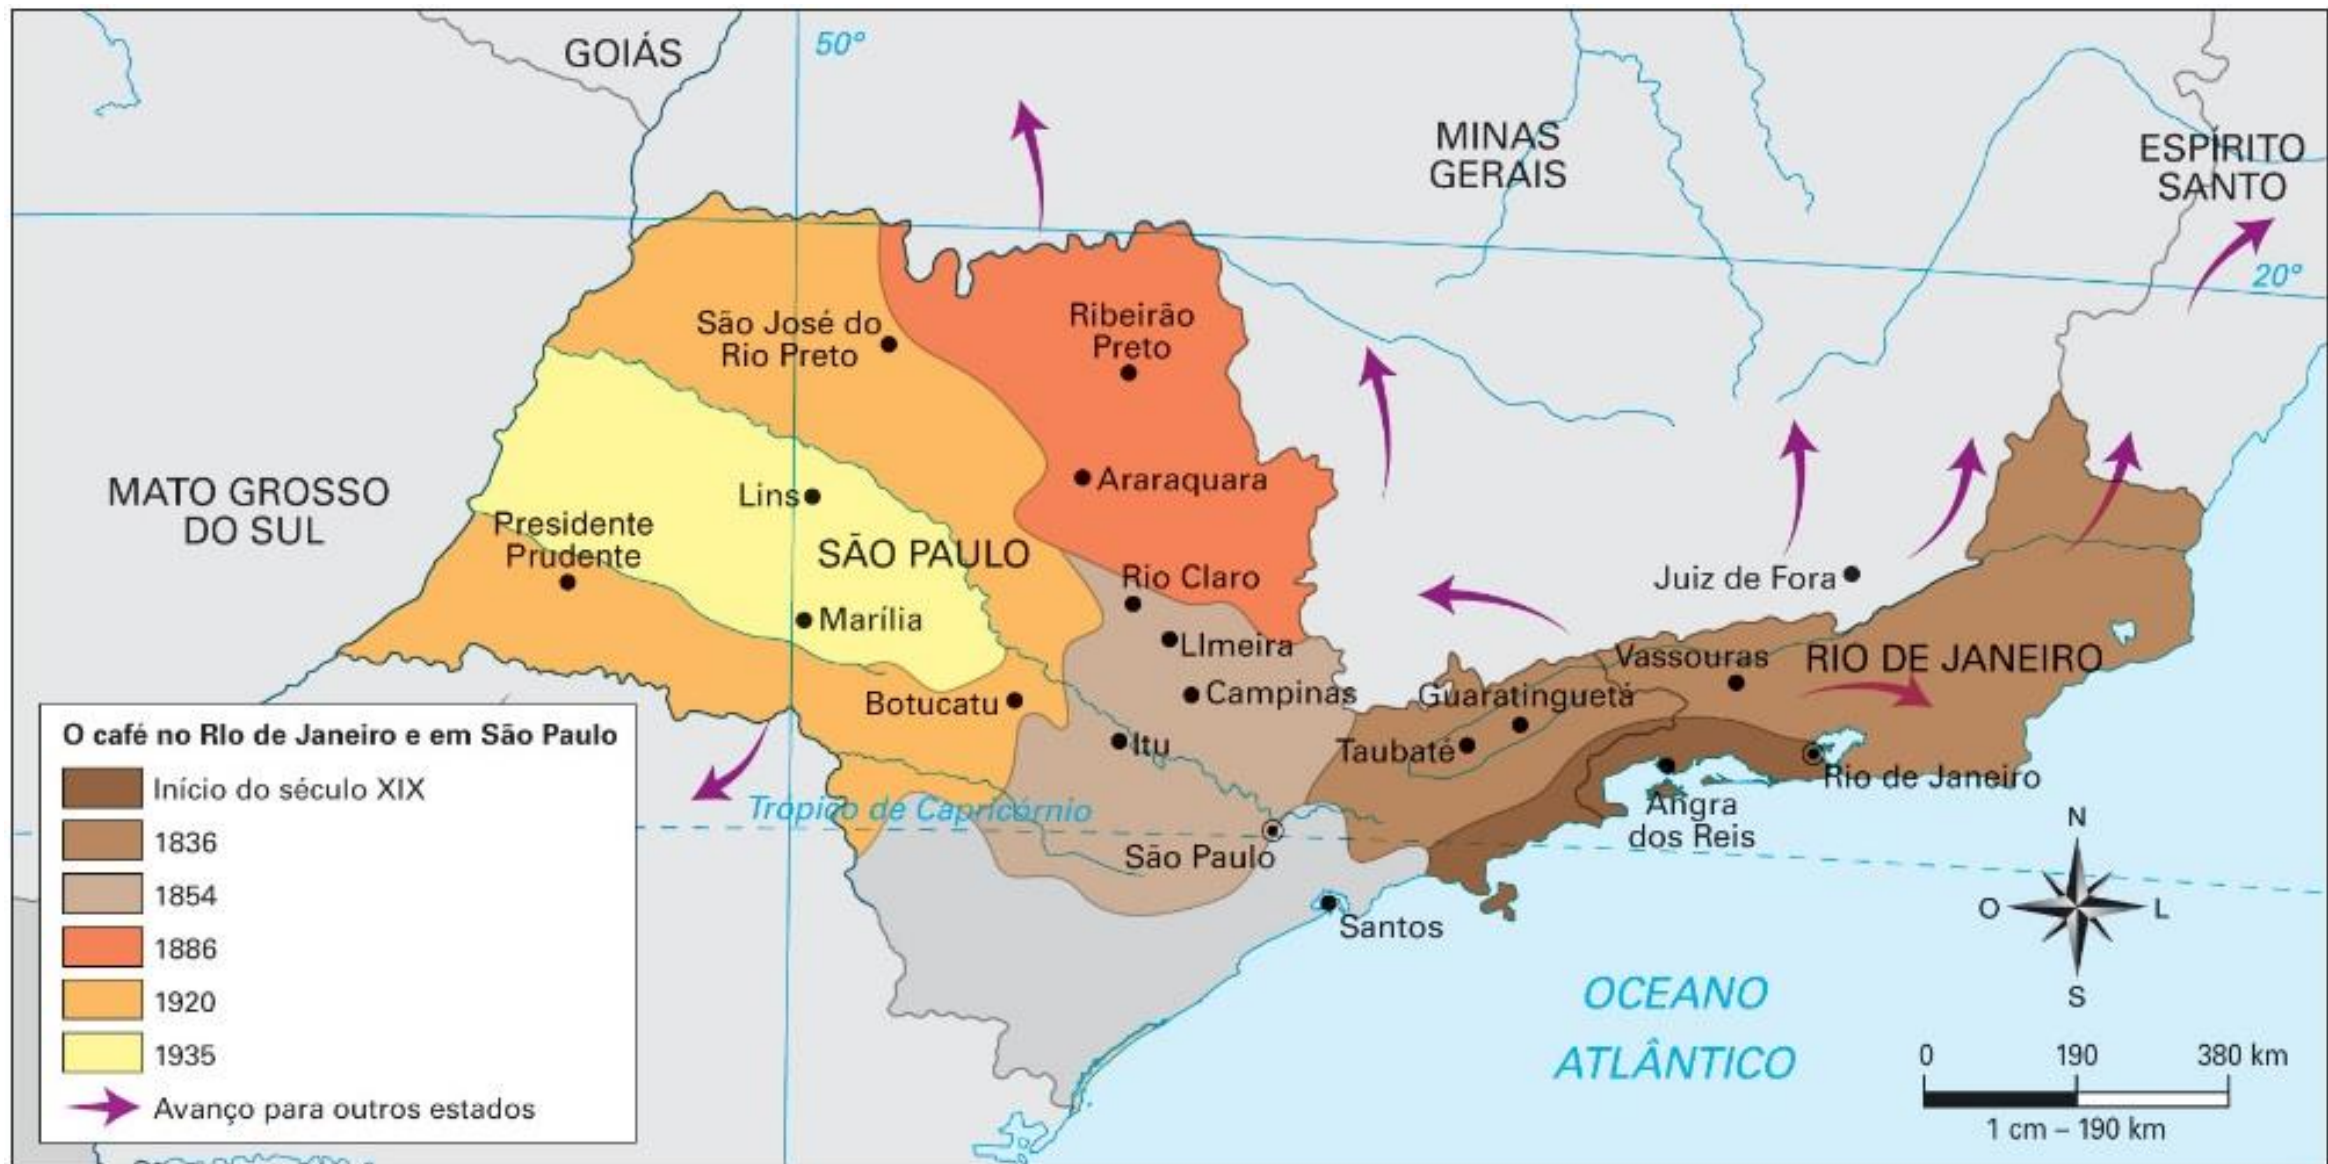 GOIÁS
50°
MINAS
GERAIS
ESPÍRITO
SANTO
20°
São José do
Rio Preto
Ribeirão
Preto
MATO GROSSO
DO SUL
Presidente
Prudente
Lins
Araraquara
SÃO PAULO
Rio Claro
Juiz de Fora
Marília
LImeira
Vassouras
RIO DE JANEIRO
Botucatu
Campinas
Guaratinguetá
Itu
Taubaté
Rio de Janeiro
Angra
dos Reis
Trópico de Capricórnio
São Paulo
Santos
OCEANO
ATLÂNTICO
N
O
L
S
0 190 380 km
1 cm – 190 km
O café no RIo de Janeiro e em São Paulo
Início do século XIX
1836
1854
1886
1920
1935
Avanço para outros estados